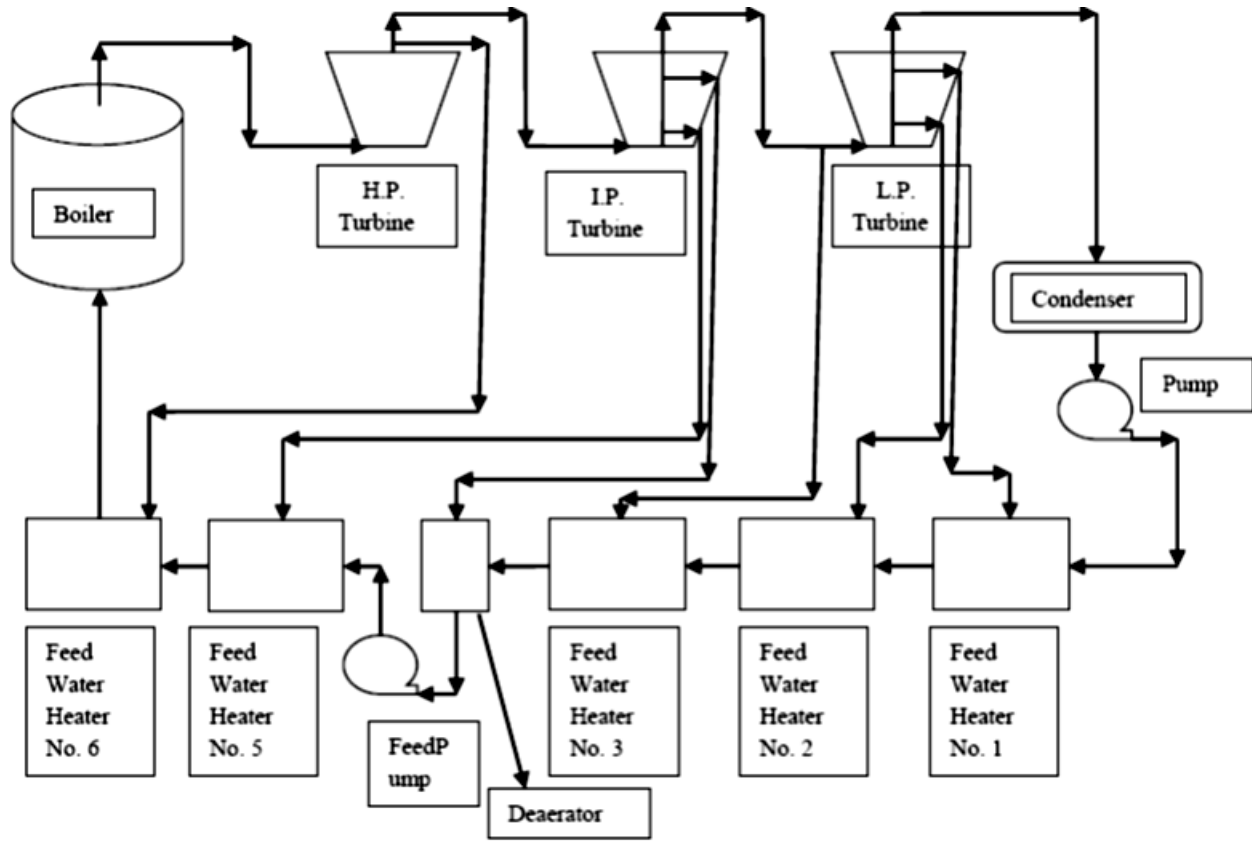 Boiler
H.P.
Turbine
I.P.
Turbine
L.P.
Turbine
Condenser
Pump
Feed
Water
Heater
No. 6
Feed
Water
Heater
No. 5
FeedP
ump
Deaerator
Feed
Water
Heater
No. 3
Feed
Water
Heater
No. 2
Feed
Water
Heater
No. 1